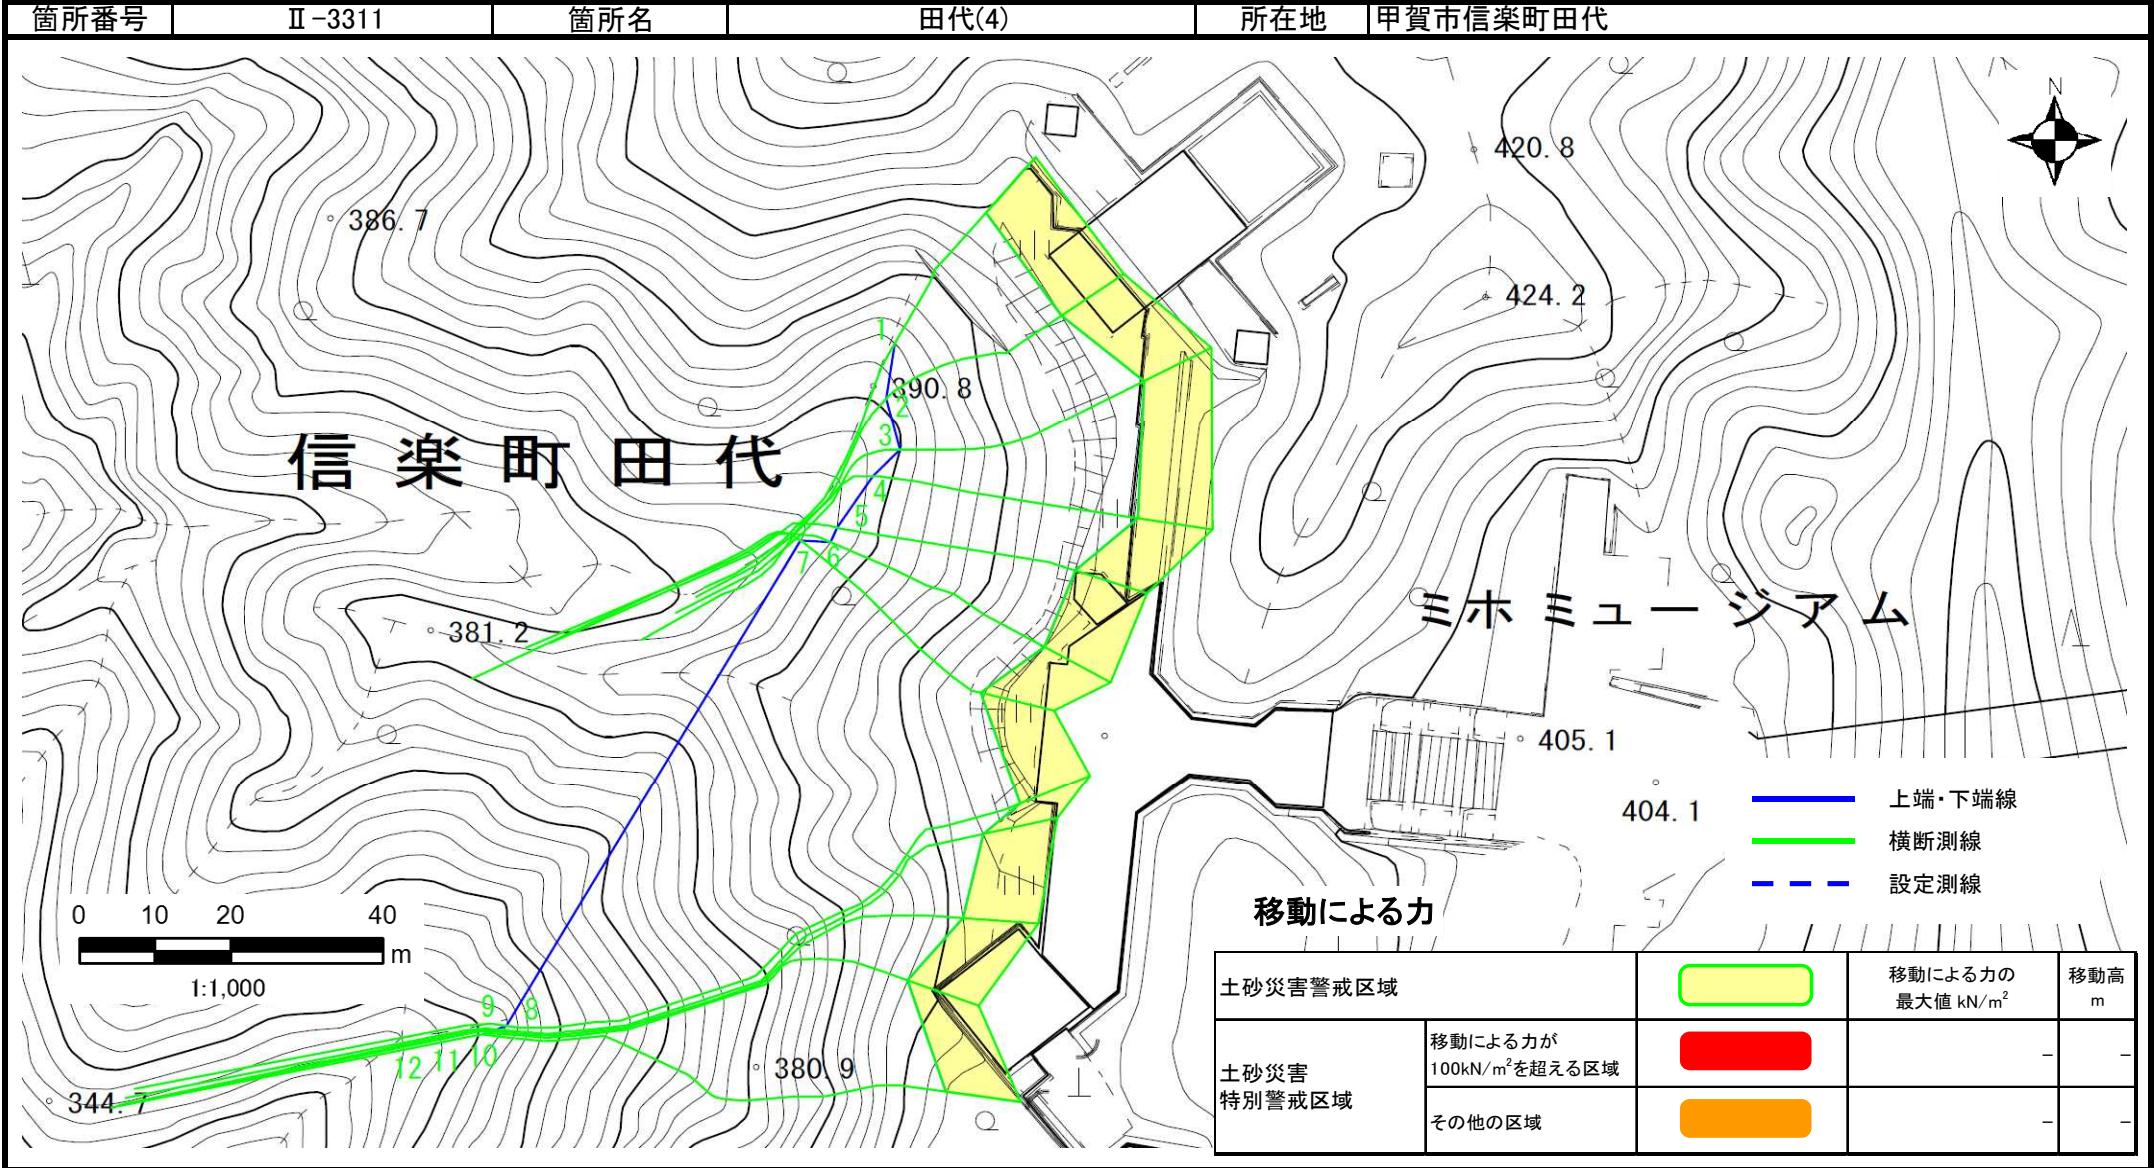 箇所番号 Ⅱ-3311 箇所名 田代(4) 所在地 甲賀市信楽町田代
N
420.8
386.7
424.2
1
390.8
2
3
信楽町田代
4
5
6
7
ミホミュージアム
381.2
405.1
404.1
上端・下端線
横断測線
設定測線
0 10 20 40
m
1:1,000
9 8
12 11 10
380.9
344.7
移動による力
土砂災害警戒区域
移動による力の
最大値 kN/m²
移動高
m
土砂災害
特別警戒区域
移動による力が
100kN/m²を超える区域
- -
その他の区域
- -